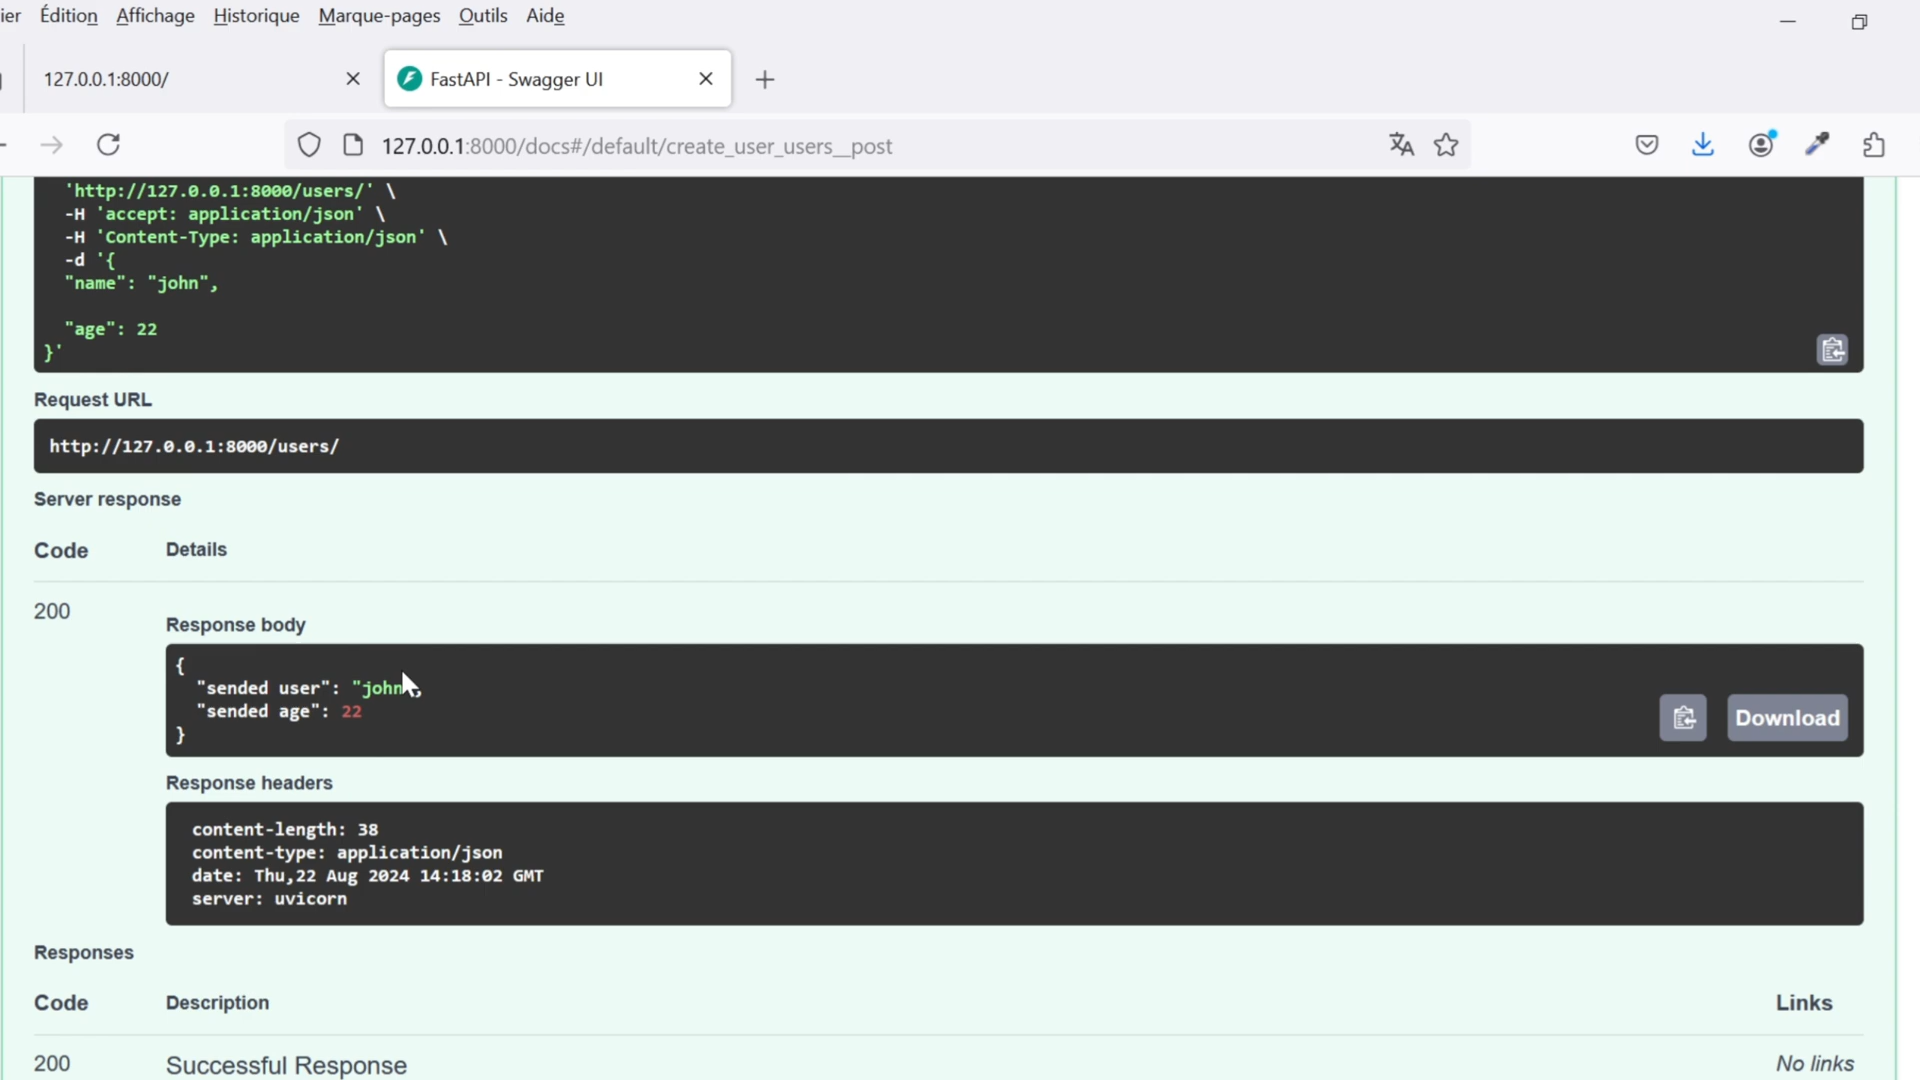 ier Édition Affichage Historique Marque-pages Outils Aide
127.0.0.1:8000/
FastAPI - Swagger UI
127.0.0.1:8000/docs#/default/create_user_users__post
'http://127.0.0.1:8000/users/' \
-H 'accept: application/json' \
-H 'Content-Type: application/json' \
-d '{
"name": "john",
"age": 22
}'
Request URL
http://127.0.0.1:8000/users/
Server response
Code Details
200
Response body
{
"sended user": "john",
"sended age": 22
}
Download
Response headers
content-length: 38
content-type: application/json
date: Thu,22 Aug 2024 14:18:02 GMT
server: uvicorn
Responses
Code Description Links
200 Successful Response No links